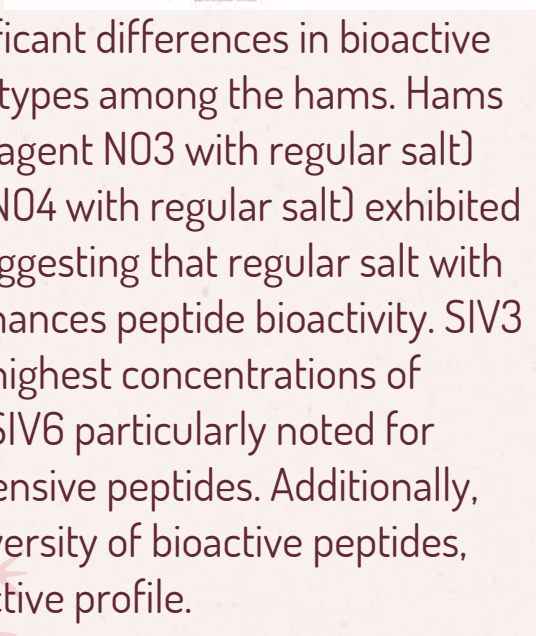 ficant differences in bioactive
types among the hams. Hams
agent NO3 with regular salt)
NO4 with regular salt) exhibited
ggesting that regular salt with
hances peptide bioactivity. SIV3
highest concentrations of
SIV6 particularly noted for
ensive peptides. Additionally,
versity of bioactive peptides,
ctive profile.